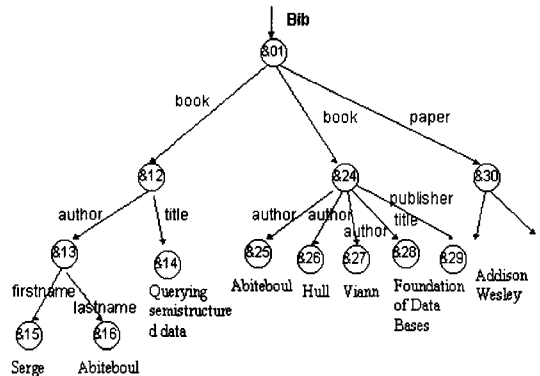 Bib
&01
book
book
paper
&12
&24
&30
author
title
author
author
author
title
publisher
&13
&14
&25
&26
&27
&28
&29
firstname
lastname
Querying
semistructure
d data
Abiteboul
Hull
Viann
Foundation
of Data
Bases
Addison
Wesley
&15
&16
Serge
Abiteboul